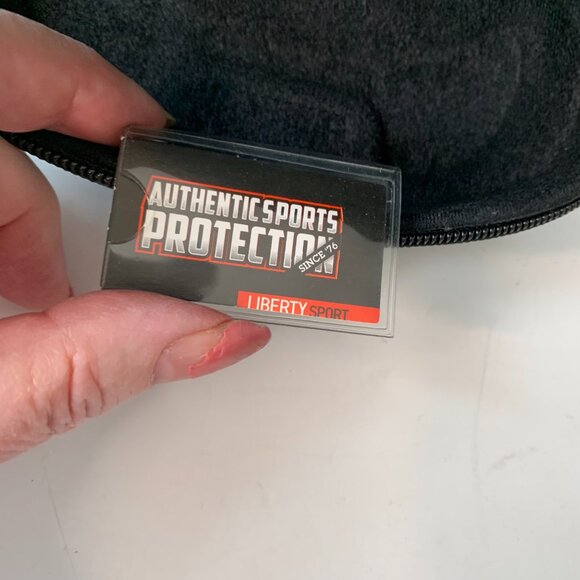 AUTHENTIC SPORTS
PROTECTION
SINCE '76
LIBERTY SPORT